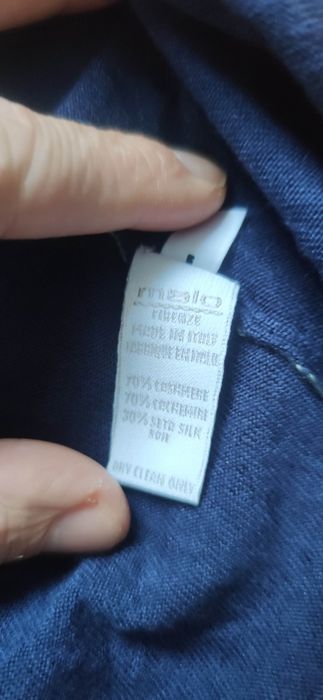 malo
FIRENZE
MADE IN ITALY
FABRIQUE EN ITALIE
70% CASHMERE
70% CACHEMIRE
30% SETA SILK
SOIE
DRY CLEAN ONLY